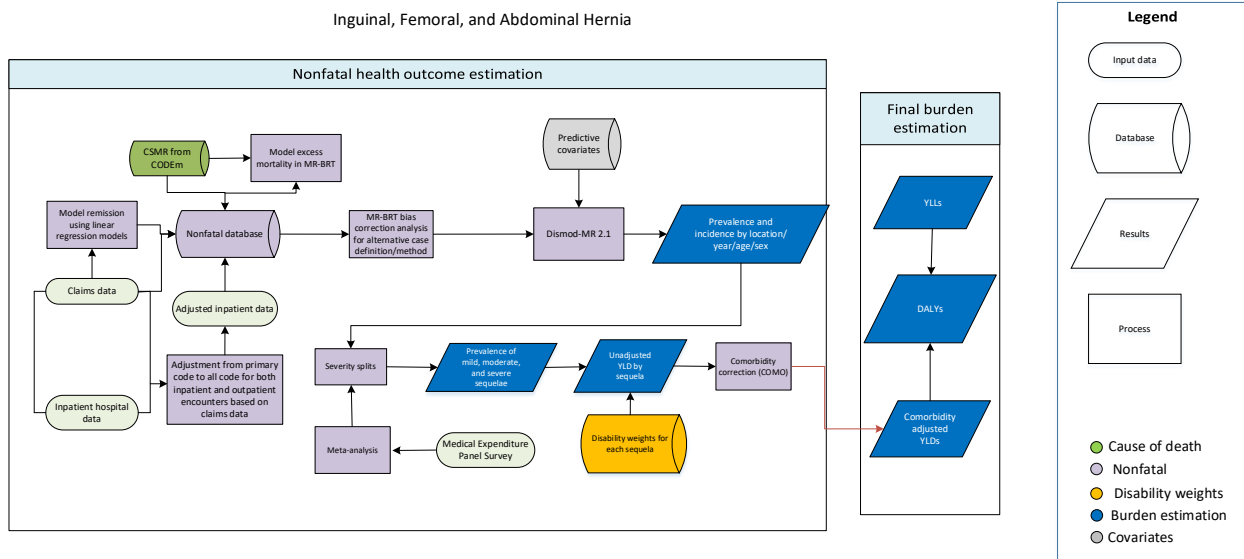 Inguinal, Femoral, and Abdominal Hernia
Nonfatal health outcome estimation
CSMR from
CODEm
Model excess
mortality in MR-BRT
Predictive
covariates
Model remission
using linear
regression models
Nonfatal database
MR-BRT bias
correction analysis
for alternative case
definition/method
Dismod-MR 2.1
Prevalence and
incidence by location/
year/age/sex
Claims data
Adjusted inpatient data
Adjustment from primary
code to all code for both
inpatient and outpatient
encounters based on
claims data
Inpatient hospital
data
Severity splits
Prevalence of
mild, moderate,
and severe
sequelae
Unadjusted
YLD by
sequela
Comorbidity
correction (COMO)
Meta-analysis
Medical Expenditure
Panel Survey
Disability weights for
each sequela
Final burden
estimation
YLLs
DALYs
Comorbidity
adjusted
YLDs
Legend
Input data
Database
Results
Process
Cause of death
Nonfatal
Disability weights
Burden estimation
Covariates